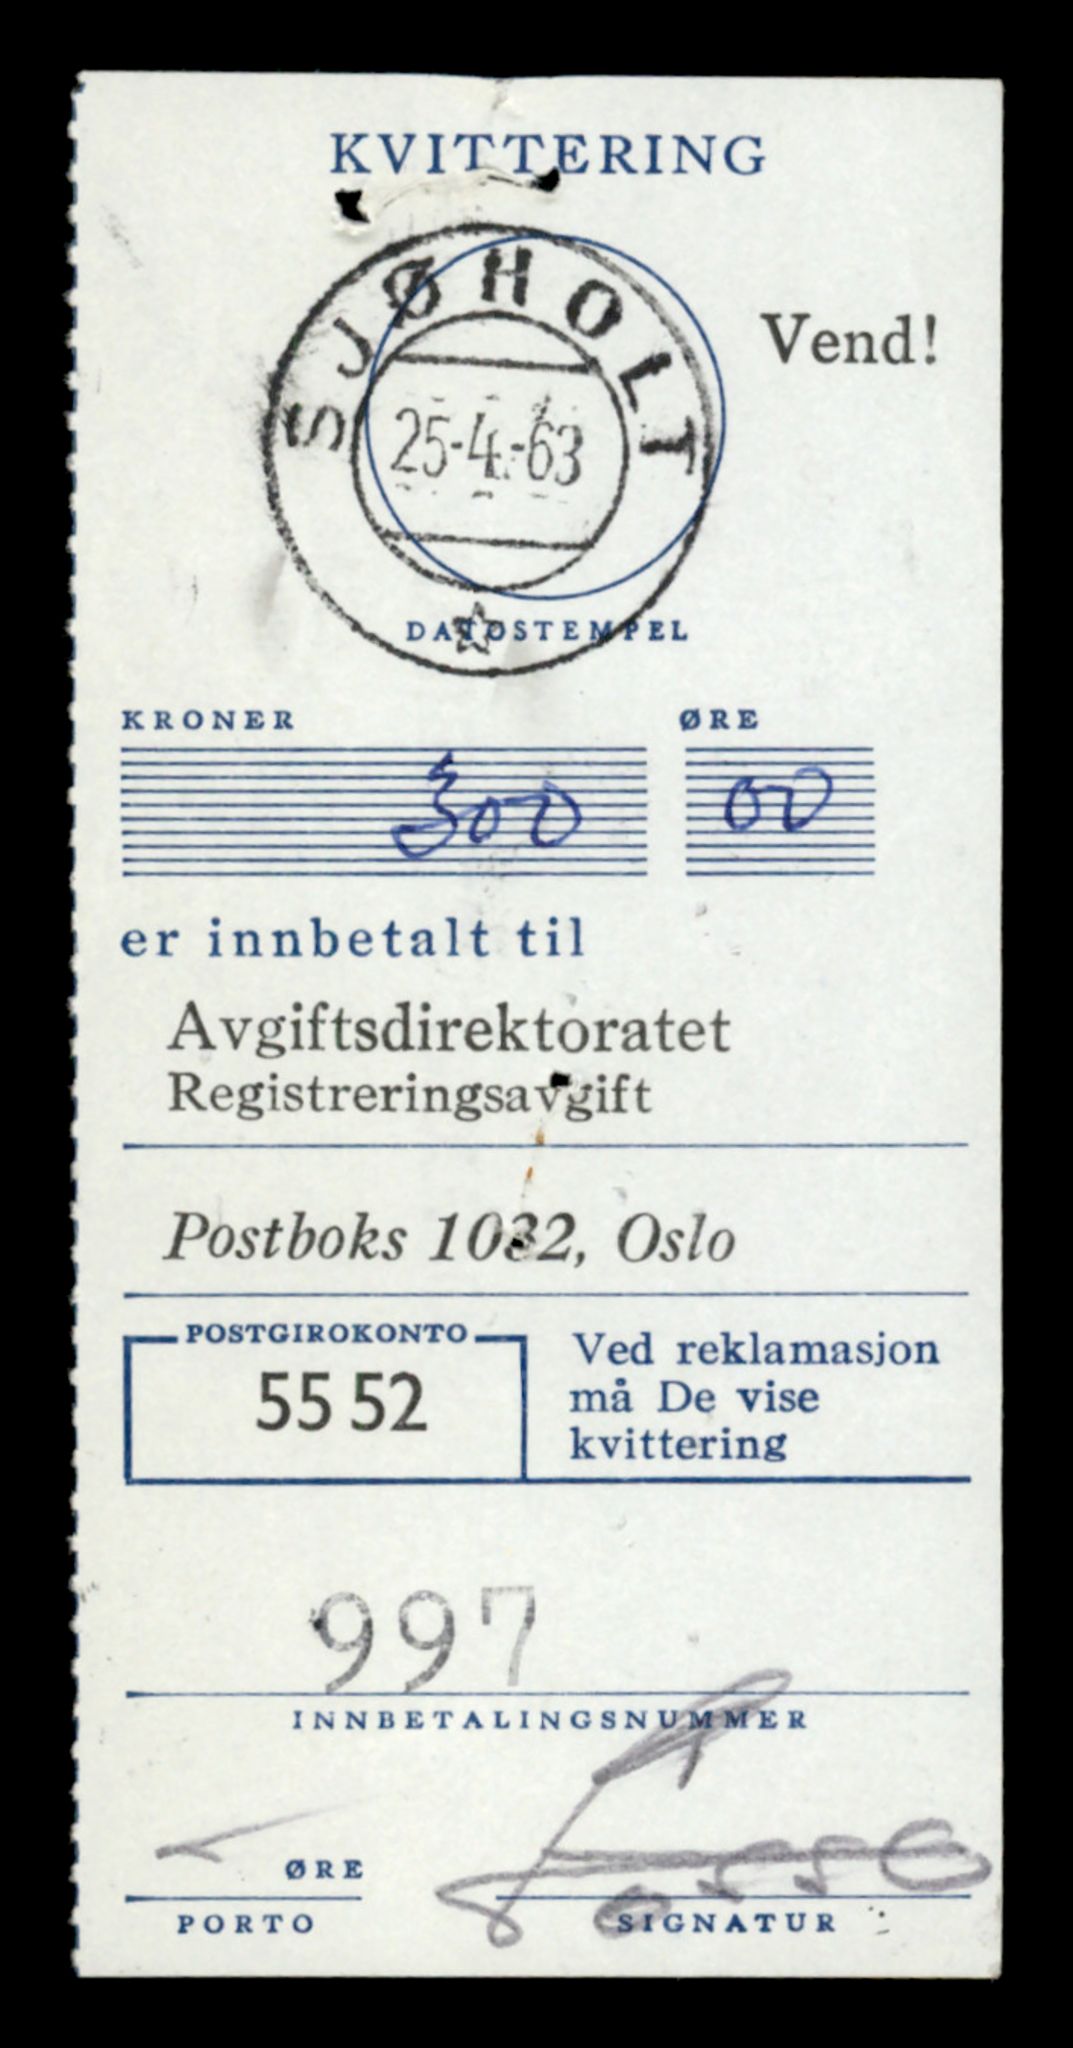 KVITTERING
SJØHOLT
Vend!
25-4.-63
DATOSTEMPEL
KRONER ØRE
300 00
er innbetalt til
Avgiftsdirektoratet
Registreringsavgift
Postboks 1032, Oslo
POSTGIROKONTO
55 52
Ved reklamasjon
må De vise
kvittering
997
INNBETALINGSNUMMER
ØRE
PORTO
SIGNATUR